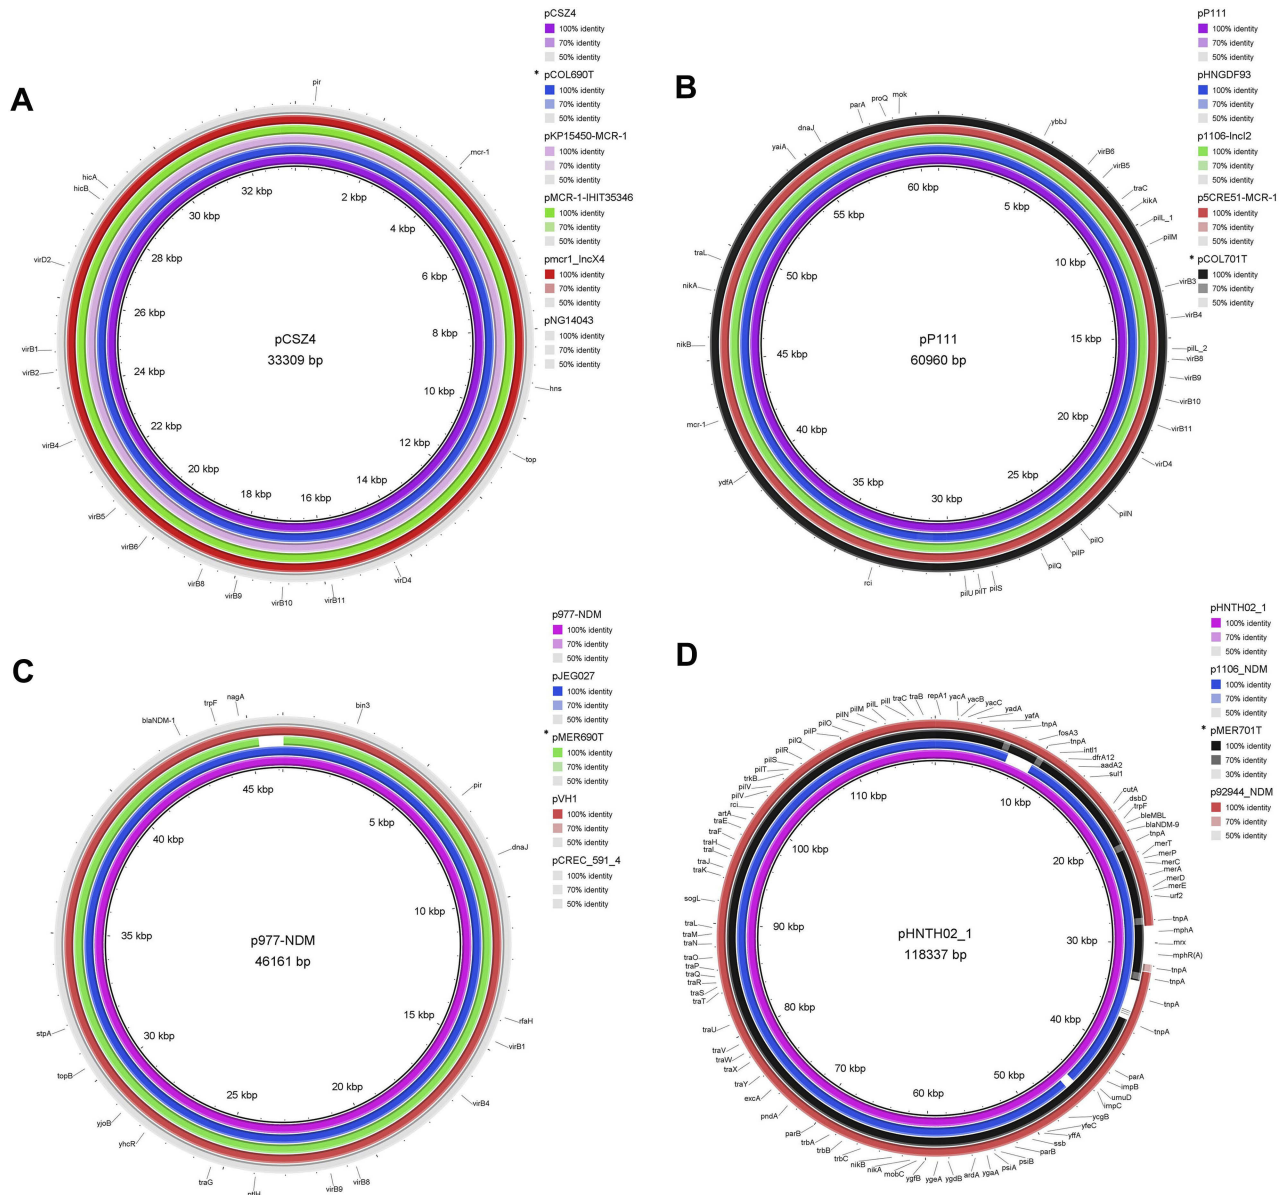 A
pCSZ4
100% identity
70% identity
50% identity
* pCOL690T
100% identity
70% identity
50% identity
pKP15450-MCR-1
100% identity
70% identity
50% identity
pMCR-1-IHIT35346
100% identity
70% identity
50% identity
pmcr1_IncX4
100% identity
70% identity
50% identity
pNG14043
100% identity
70% identity
50% identity
pir
mcr-1
hns
top
virD4
virB11
virB10
virB9
virB8
virB6
virB5
virB4
virB2
virB1
virD2
hicB
hicA
2 kbp
4 kbp
6 kbp
8 kbp
10 kbp
12 kbp
14 kbp
16 kbp
18 kbp
20 kbp
22 kbp
24 kbp
26 kbp
28 kbp
30 kbp
32 kbp
pCSZ4
33309 bp
B
pP111
100% identity
70% identity
50% identity
pHNGDF93
100% identity
70% identity
50% identity
p1106-IncI2
100% identity
70% identity
50% identity
p5CRE51-MCR-1
100% identity
70% identity
50% identity
* pCOL701T
100% identity
70% identity
50% identity
ybbJ
virB6
virB5
traC
kikA
pilL_1
pilM
virB3
virB4
pilL_2
virB8
virB9
virB10
virB11
virD4
pilN
pilO
pilP
pilQ
pilS
pilT
pilU
rci
ydfA
mcr-1
nikB
nikA
traL
yaiA
dnaJ
parA
proQ
mok
5 kbp
10 kbp
15 kbp
20 kbp
25 kbp
30 kbp
35 kbp
40 kbp
45 kbp
50 kbp
55 kbp
60 kbp
pP111
60960 bp
C
p977-NDM
100% identity
70% identity
50% identity
pJEG027
100% identity
70% identity
50% identity
* pMER690T
100% identity
70% identity
50% identity
pVH1
100% identity
70% identity
50% identity
pCREC_591_4
100% identity
70% identity
50% identity
bin3
pir
dnaJ
rfaH
virB1
virB4
virB8
virB9
ptlH
traG
yhcR
yjoB
topB
stpA
blaNDM-1
trpF
nagA
5 kbp
10 kbp
15 kbp
20 kbp
25 kbp
30 kbp
35 kbp
40 kbp
45 kbp
p977-NDM
46161 bp
D
pHNTH02_1
100% identity
70% identity
50% identity
p1106_NDM
100% identity
70% identity
50% identity
* pMER701T
100% identity
70% identity
30% identity
p92944_NDM
100% identity
70% identity
50% identity
repA1
yacA
yacB
yacC
yadA
yafA
tnpA
fosA3
tnpA
intI1
dfrA12
aadA2
sul1
cutA
dsbD
trpF
bleMBL
blaNDM-9
tnpA
merT
merP
merC
merA
merD
merE
urf2
tnpA
mphA
mrx
mphR(A)
tnpA
tnpA
tnpA
tnpA
parA
impB
umuD
impC
ycgB
yfeC
yffA
ssb
parB
psiB
psiA
ygaA
ardA
ygdB
ygeA
ygfB
mobC
nikA
nikB
trbC
trbB
trbA
parB
pndA
excA
traY
traX
traW
traV
traU
traT
traS
traR
traQ
traP
traO
traN
traM
traL
sogL
traK
traJ
traI
traH
traF
traE
artA
rci
pilV
pilV
trkB
pilT
pilS
pilR
pilQ
pilP
pilO
pilN
pilM
pilL
pilI
traC
traB
10 kbp
20 kbp
30 kbp
40 kbp
50 kbp
60 kbp
70 kbp
80 kbp
90 kbp
100 kbp
110 kbp
pHNTH02_1
118337 bp